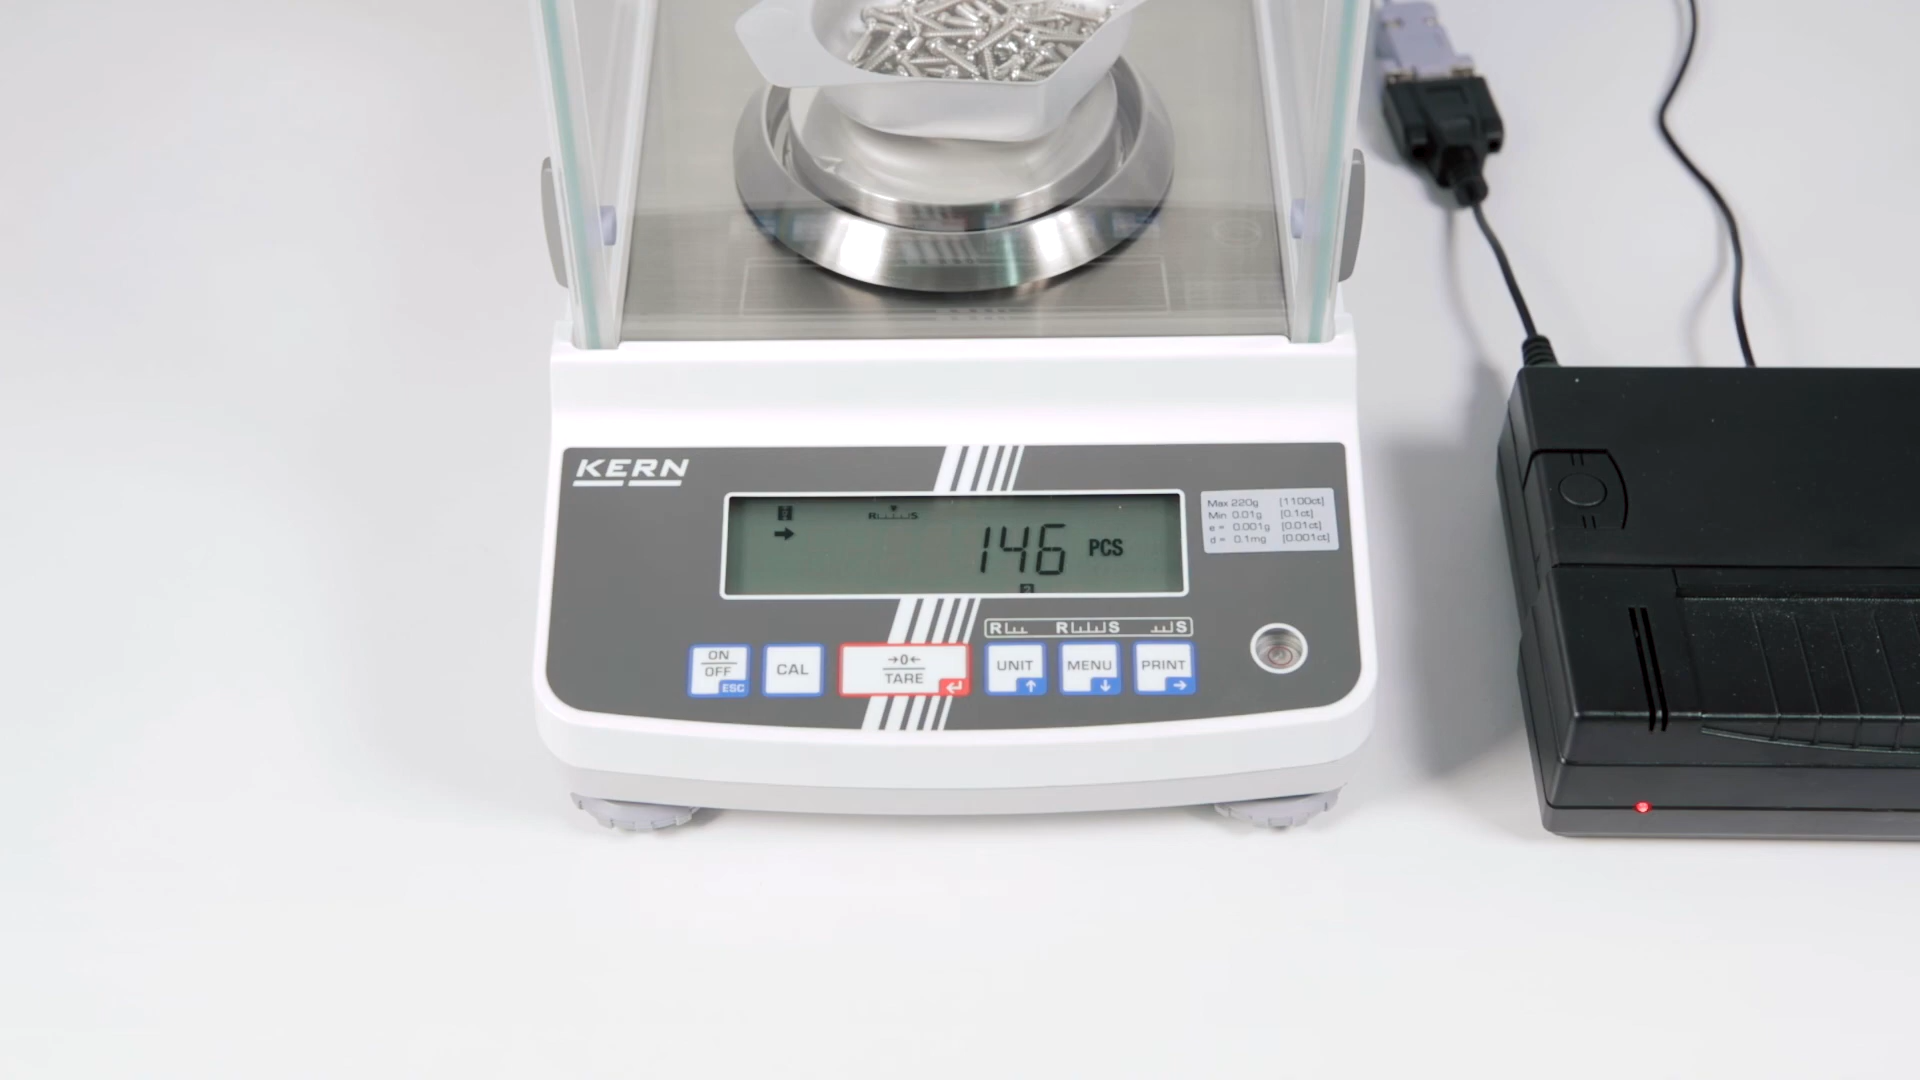 KERN
R S
146 PCS
2
Max 220g [1100ct]
Min 0.01g [0.1ct]
e = 0.001g [0.01ct]
d = 0.1mg [0.001ct]
R R S S
ON
OFF
ESC
CAL
→0←
TARE
UNIT
MENU
PRINT